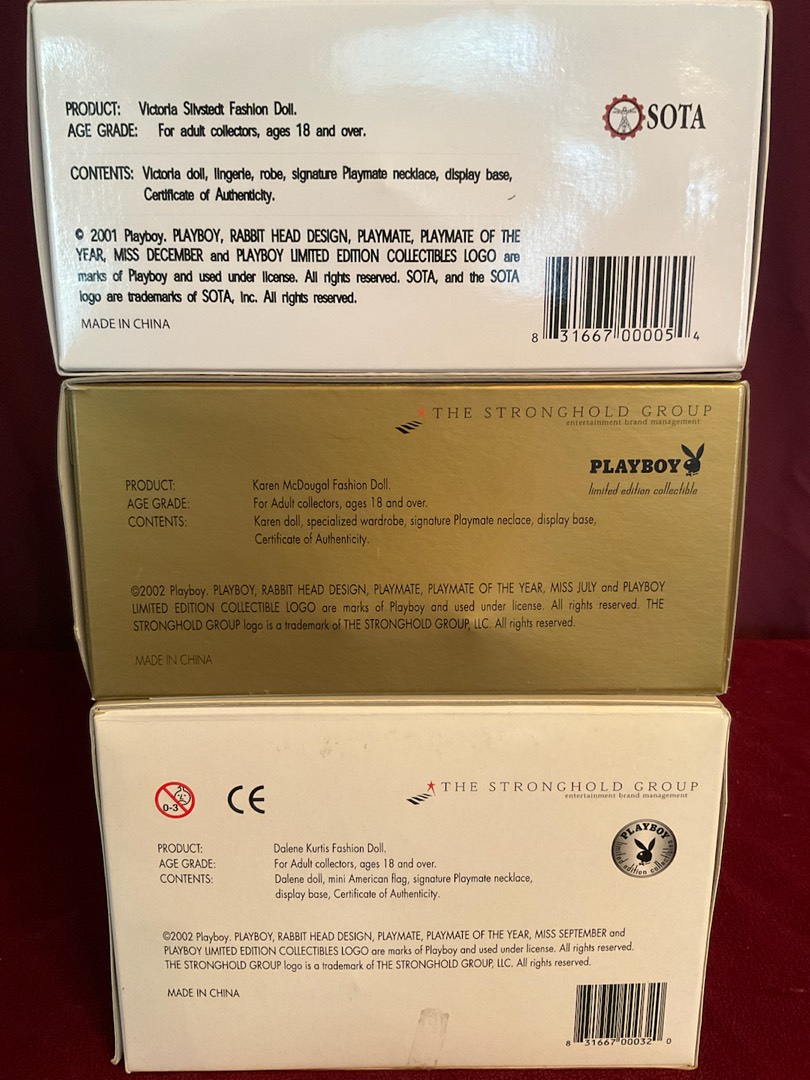 PRODUCT: Victoria Silvstedt Fashion Doll.
AGE GRADE: For adult collectors, ages 18 and over.
SOTA
CONTENTS: Victoria doll, lingerie, robe, signature Playmate necklace, display base,
Certificate of Authenticity.
© 2001 Playboy. PLAYBOY, RABBIT HEAD DESIGN, PLAYMATE, PLAYMATE OF THE
YEAR, MISS DECEMBER and PLAYBOY LIMITED EDITION COLLECTIBLES LOGO are
marks of Playboy and used under license. All rights reserved. SOTA, and the SOTA
logo are trademarks of SOTA, Inc. All rights reserved.
MADE IN CHINA
8 31667 00005 4
THE STRONGHOLD GROUP
entertainment brand management
PLAYBOY
limited edition collectible
PRODUCT: Karen McDougal Fashion Doll.
AGE GRADE: For Adult collectors, ages 18 and over.
CONTENTS: Karen doll, specialized wardrobe, signature Playmate neclace, display base,
Certificate of Authenticity.
©2002 Playboy. PLAYBOY, RABBIT HEAD DESIGN, PLAYMATE, PLAYMATE OF THE YEAR, MISS JULY and PLAYBOY
LIMITED EDITION COLLECTIBLE LOGO are marks of Playboy and used under license. All rights reserved. THE
STRONGHOLD GROUP logo is a trademark of THE STRONGHOLD GROUP, LLC. All rights reserved.
MADE IN CHINA
0-3
CE
THE STRONGHOLD GROUP
entertainment brand management
PLAYBOY
limited edition collectibles
PRODUCT: Dalene Kurtis Fashion Doll.
AGE GRADE: For Adult collectors, ages 18 and over.
CONTENTS: Dalene doll, mini American flag, signature Playmate necklace,
display base, Certificate of Authenticity.
©2002 Playboy. PLAYBOY, RABBIT HEAD DESIGN, PLAYMATE, PLAYMATE OF THE YEAR, MISS SEPTEMBER and
PLAYBOY LIMITED EDITION COLLECTIBLES LOGO are marks of Playboy and used under license. All rights reserved.
THE STRONGHOLD GROUP logo is a trademark of THE STRONGHOLD GROUP, LLC. All rights reserved.
MADE IN CHINA
8 31667 00032 0